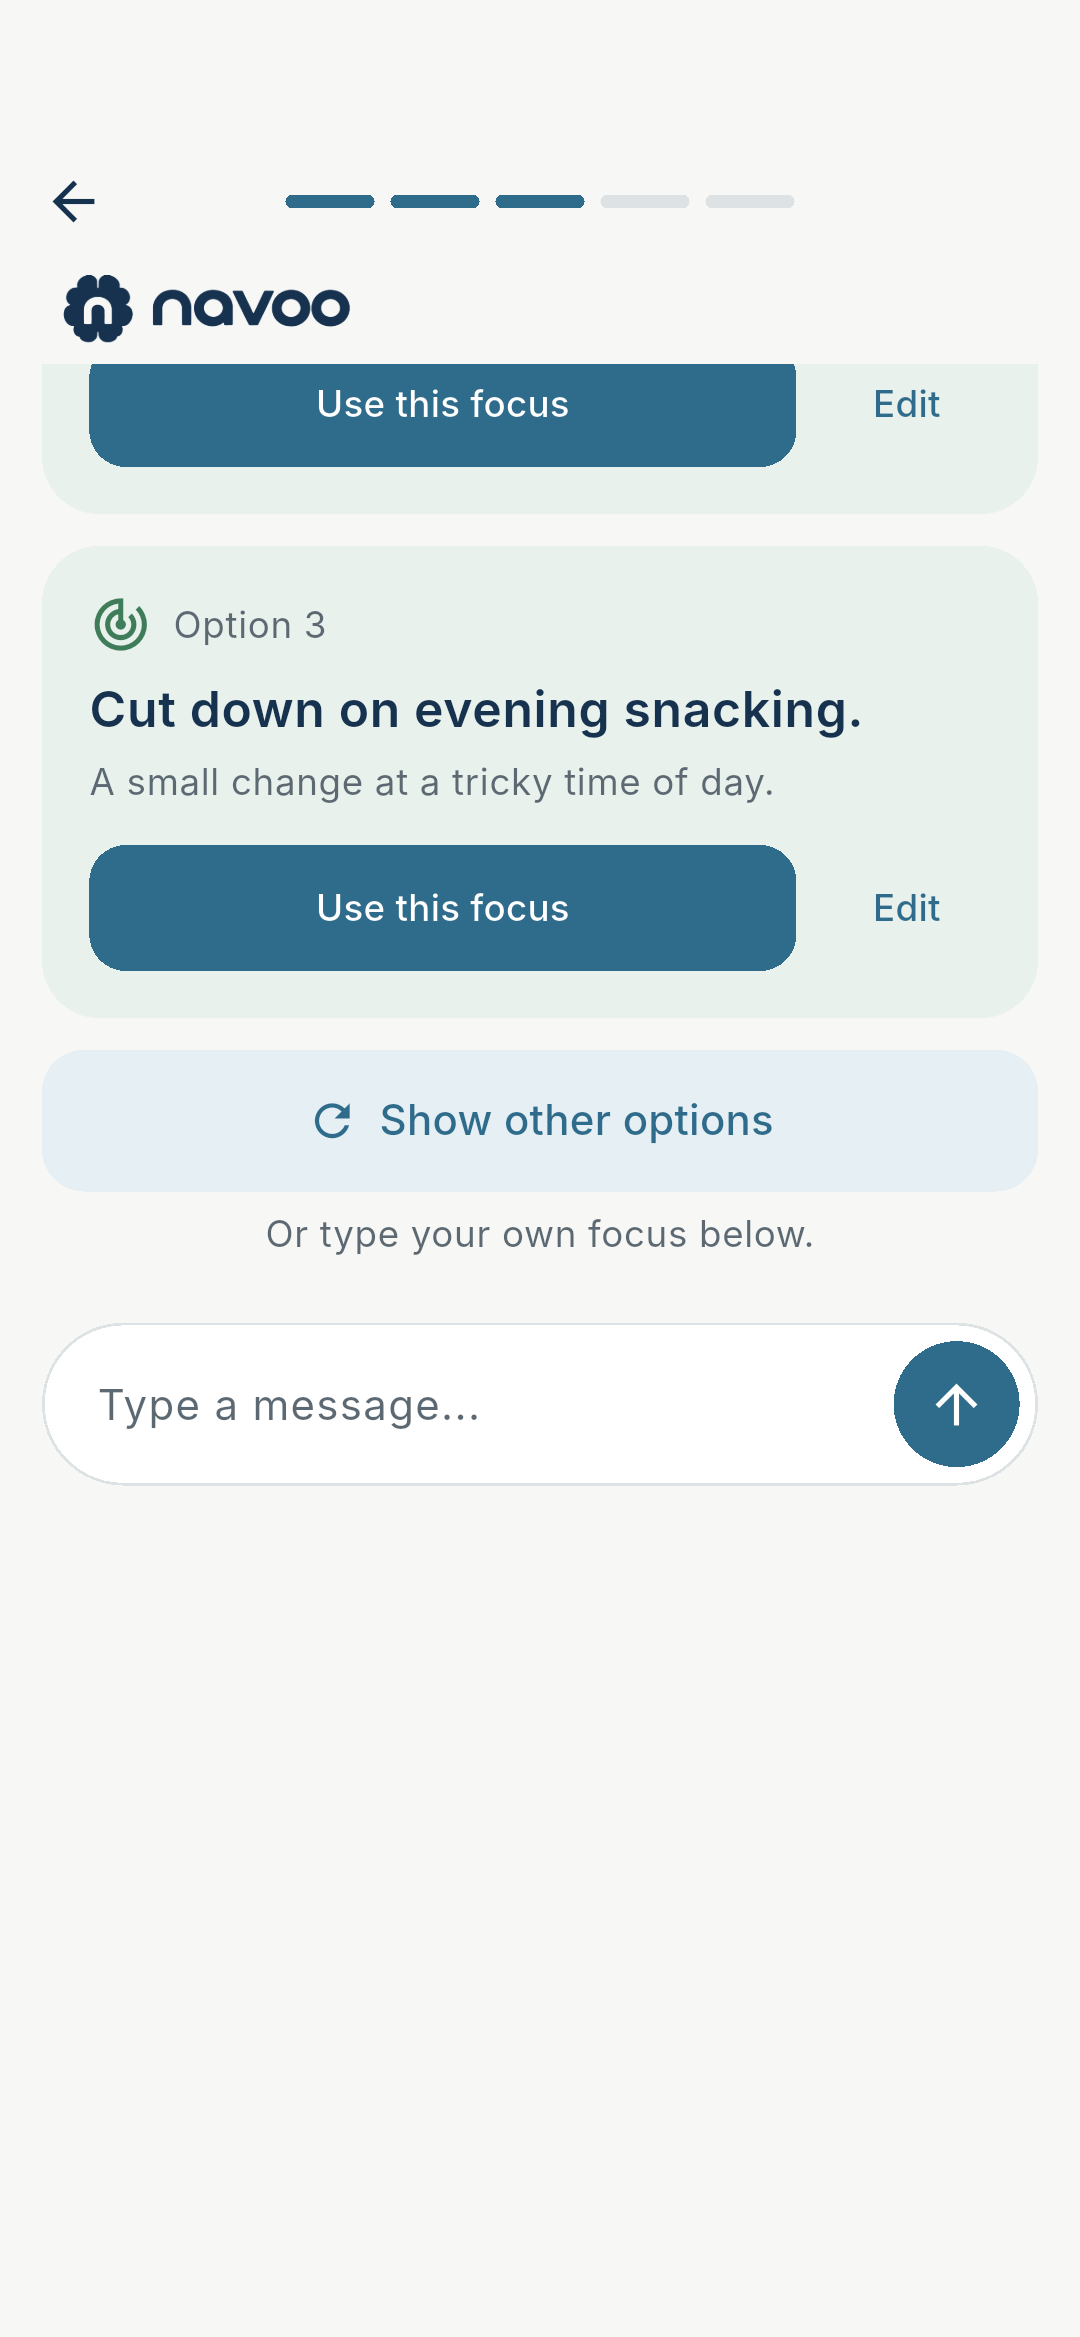 navoo
Use this focus Edit
Option 3
Cut down on evening snacking.
A small change at a tricky time of day.
Use this focus Edit
Show other options
Or type your own focus below.
Type a message...